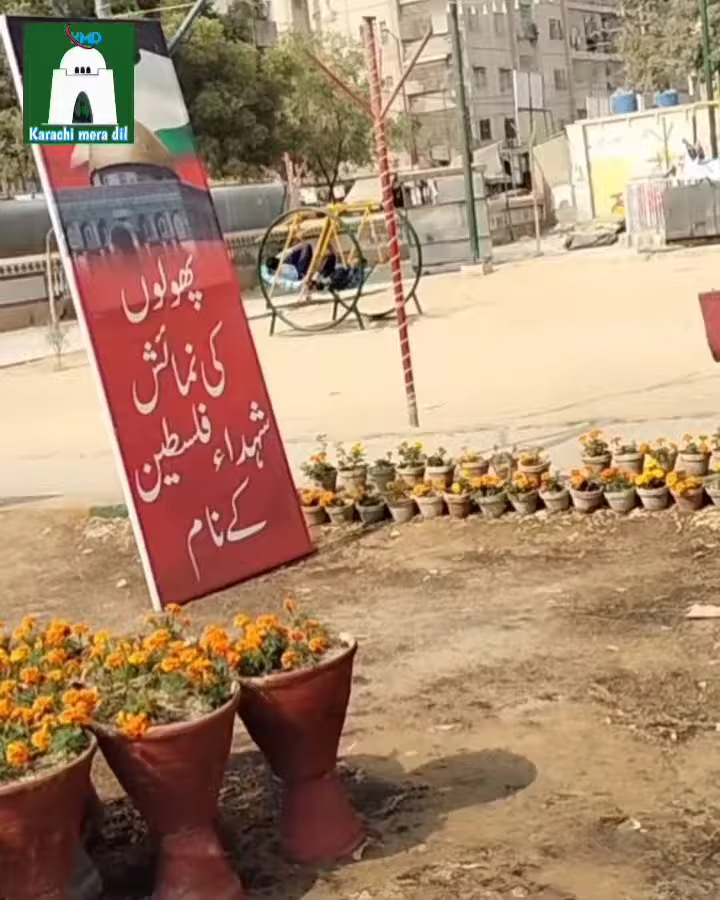 KMD
Karachi mera dil
پھولوں
کی نمائش
شہداء فلسطین
کے نام